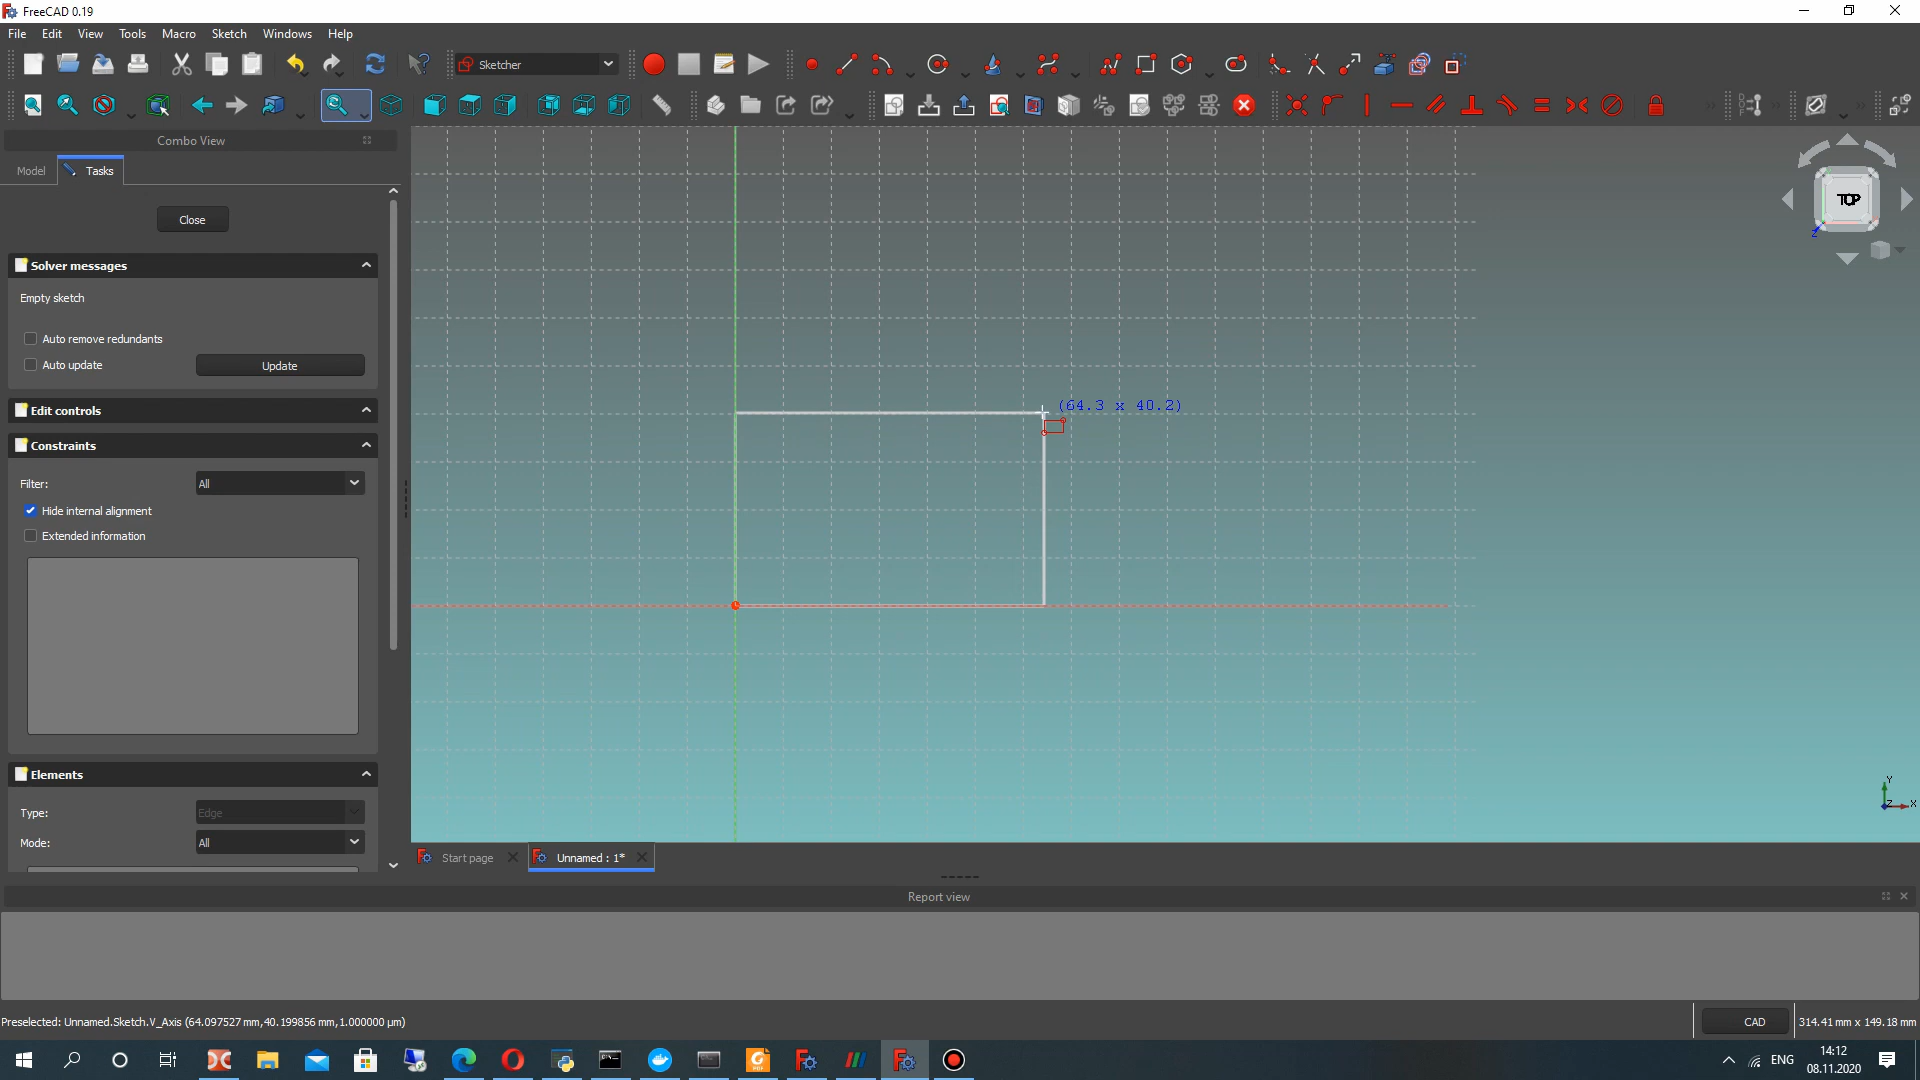 FreeCAD 0.19
File Edit View Tools Macro Sketch Windows Help
Sketcher
Combo View
Model Tasks
Close
TOP
Z
Solver messages
Empty sketch
Auto remove redundants
Auto update Update
(64.3 x 40.2)
Edit controls
Constraints
Filter: All
Hide internal alignment
Extended information
Elements
Type: Edge
Mode: All
Y
Z X
Start page Unnamed : 1*
Report view
Preselected: Unnamed.Sketch.V_Axis (64.097527 mm,40.199856 mm,1.000000 µm)
CAD 314.41 mm x 149.18 mm
ENG 14:12
08.11.2020